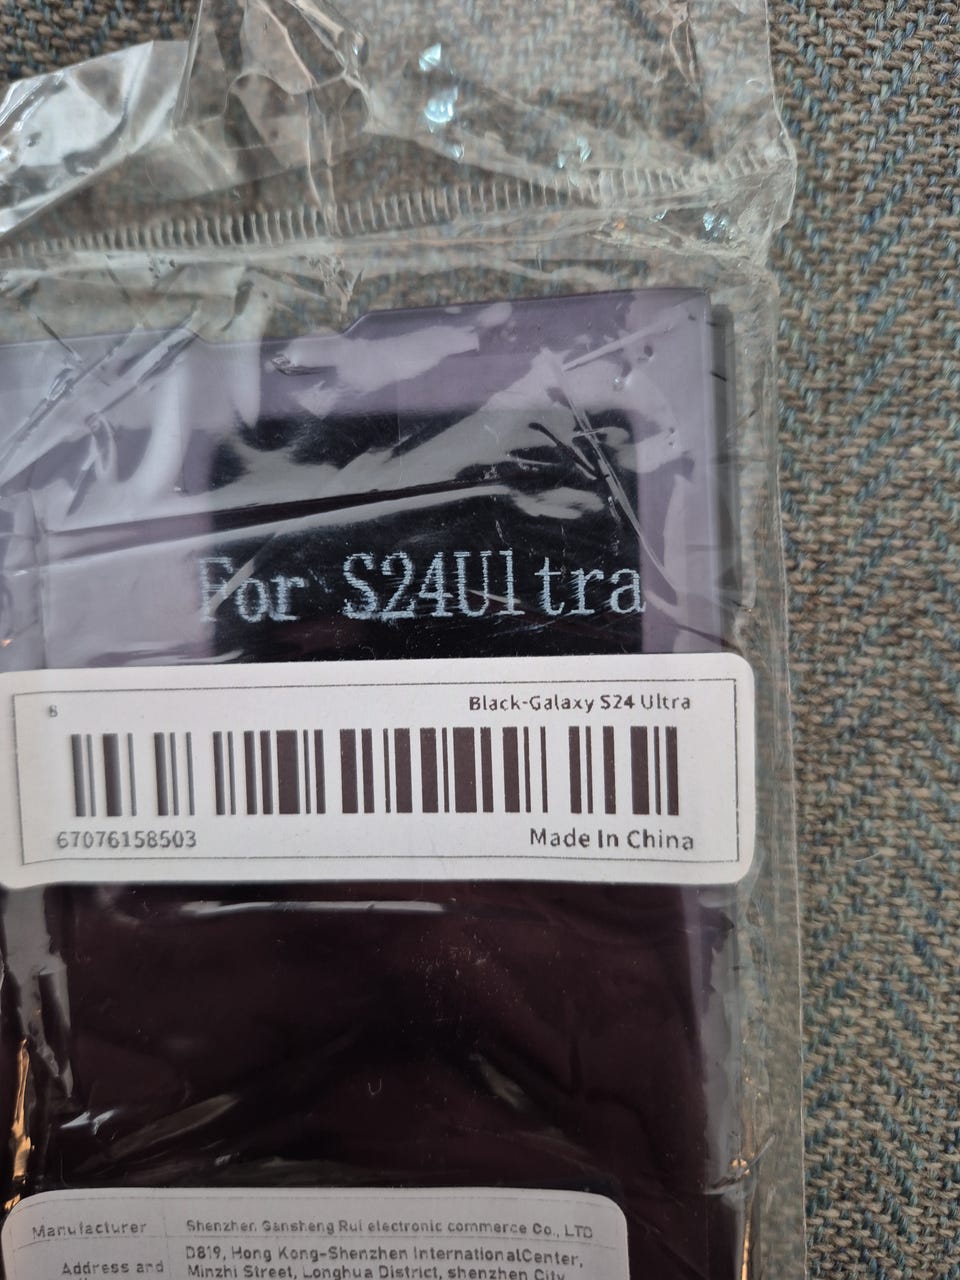 For S24Ultra
8
Black-Galaxy S24 Ultra
67076158503
Made In China
Manufacturer
Shenzhen Gansheng Rui electronic commerce Co., LTD
Address and
D819, Hong Kong-Shenzhen InternationalCenter,
Minzhi Street, Longhua District, shenzhen City,